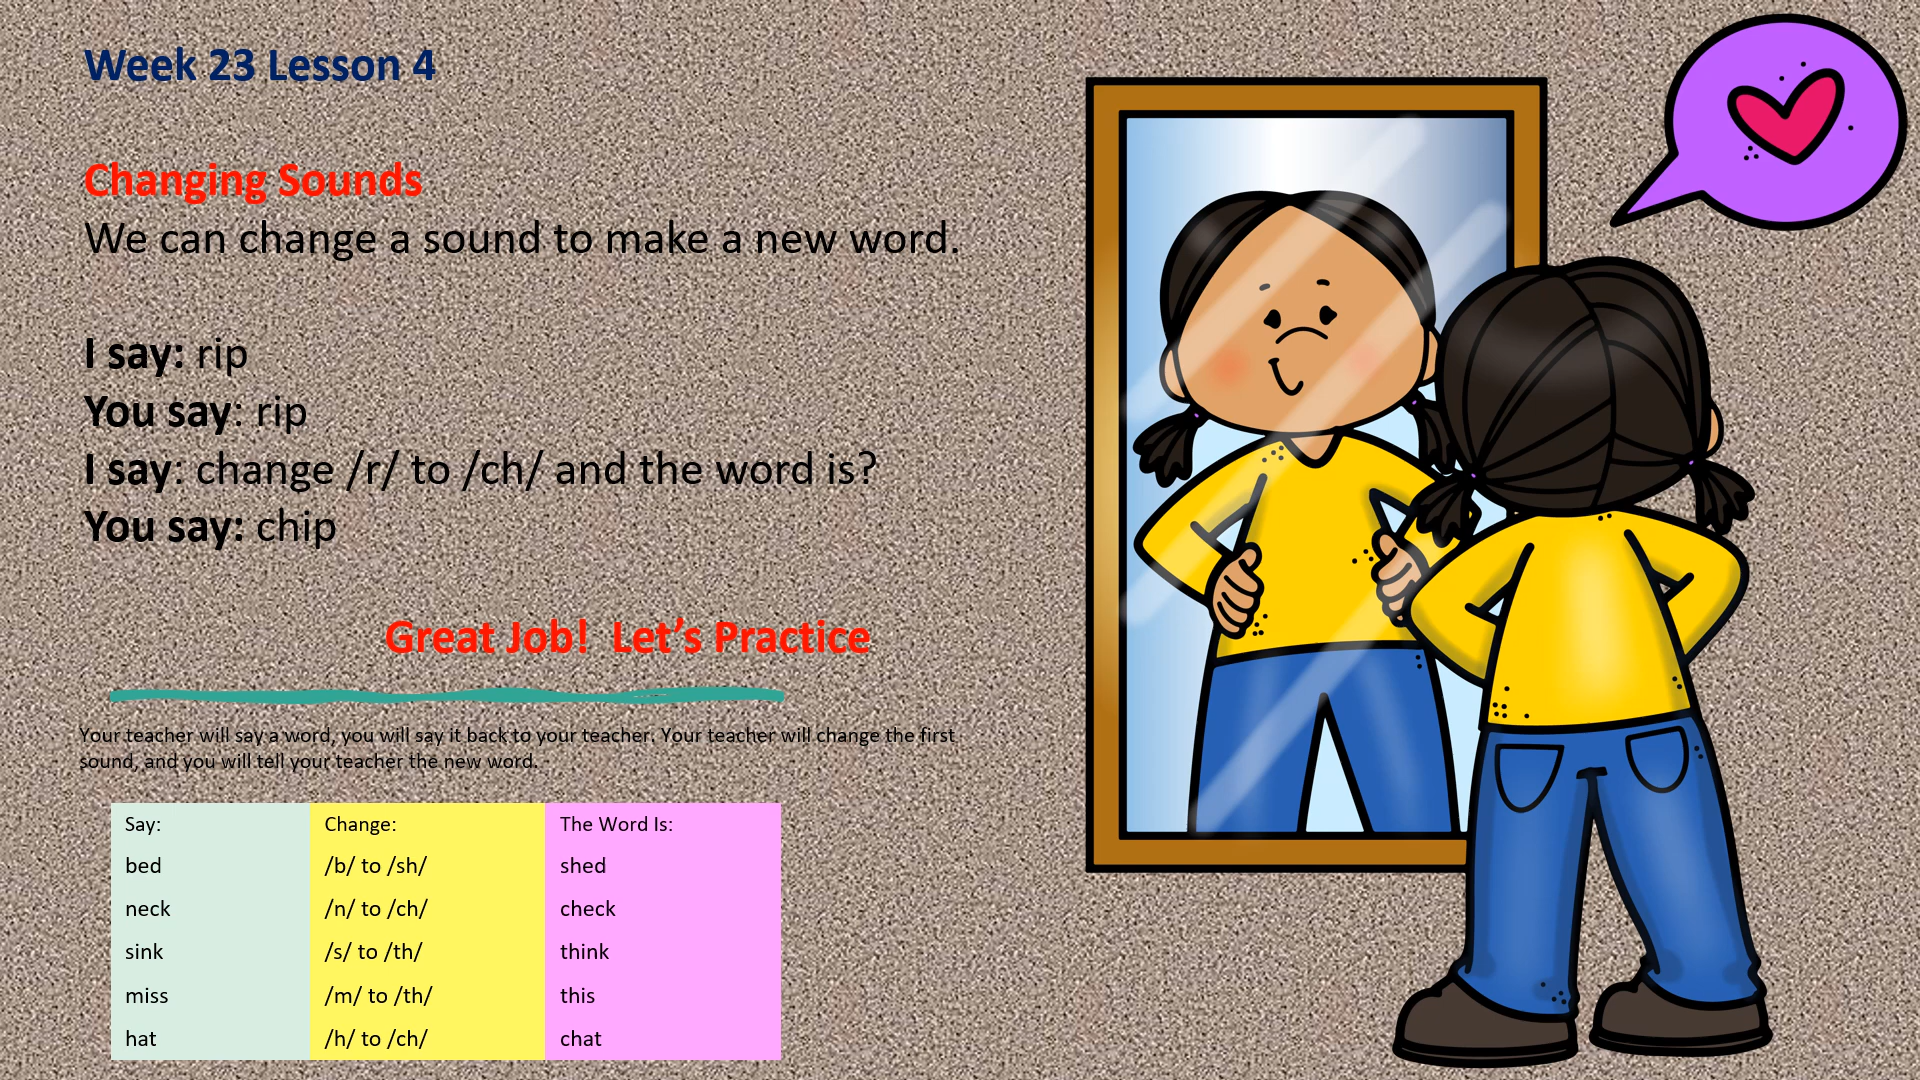 Week 23 Lesson 4
Changing Sounds
We can change a sound to make a new word.
I say: rip
You say: rip
I say: change /r/ to /ch/ and the word is?
You say: chip
Great Job!  Let’s Practice
Your teacher will say a word, you will say it back to your teacher. Your teacher will change the first
sound, and you will tell your teacher the new word.
Say: Change: The Word Is:
bed /b/ to /sh/ shed
neck /n/ to /ch/ check
sink /s/ to /th/ think
miss /m/ to /th/ this
hat /h/ to /ch/ chat